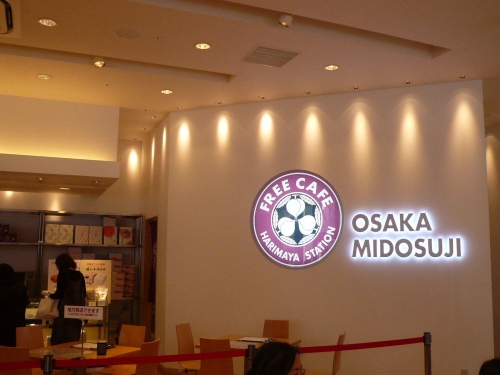 FREE CAFE
HARIMAYA STATION
OSAKA
MIDOSUJI